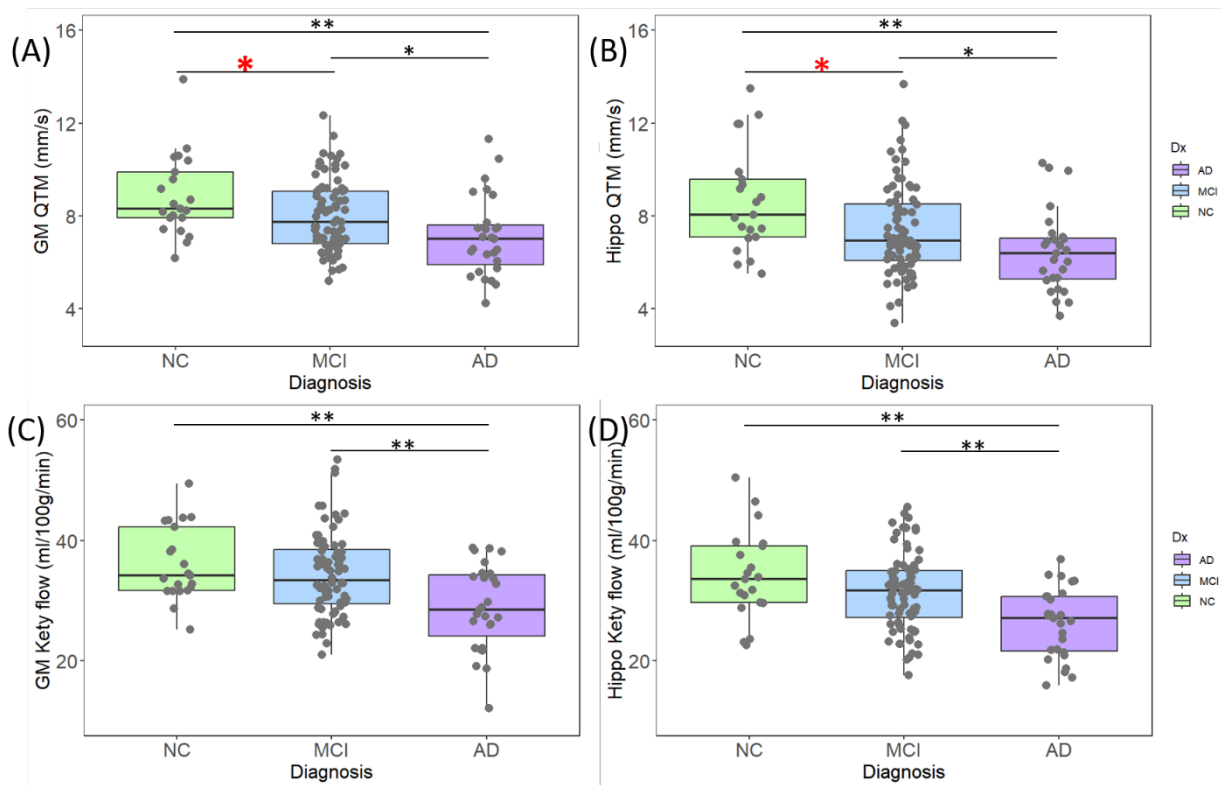 (A)
GM QTM (mm/s)
16
12
8
4
**
*
*
NC MCI AD
Diagnosis
(B)
Hippo QTM (mm/s)
16
12
8
4
**
*
*
NC MCI AD
Diagnosis
Dx
AD
MCI
NC
(C)
GM Kety flow (ml/100g/min)
60
40
20
**
**
NC MCI AD
Diagnosis
(D)
Hippo Kety flow (ml/100g/min)
60
40
20
**
**
NC MCI AD
Diagnosis
Dx
AD
MCI
NC